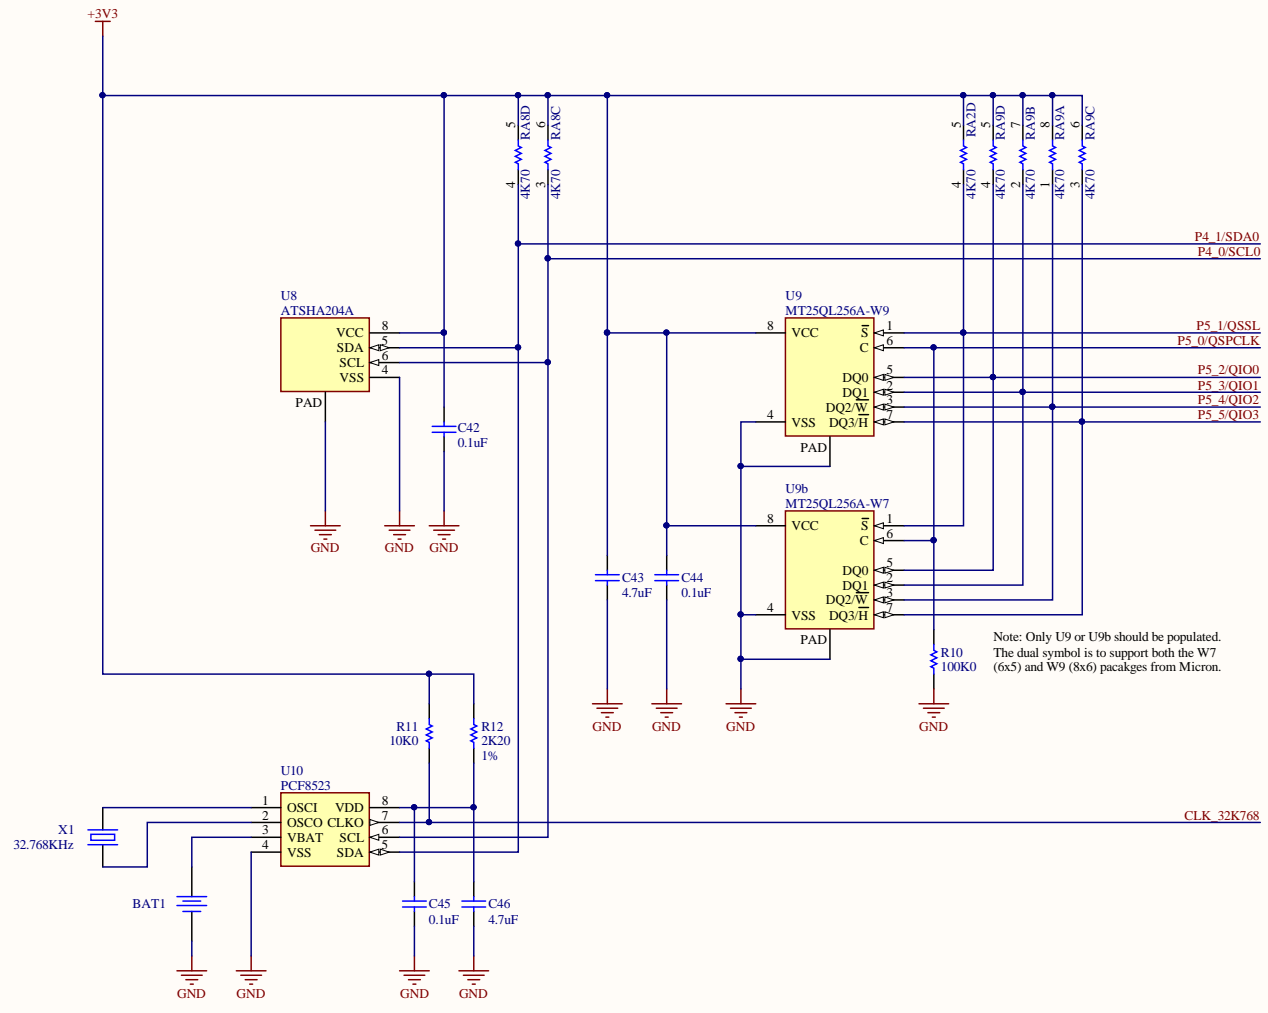 +3V3
5 RA8D 4 4K70
6 RA8C 3 4K70
5 RA2D 4 4K70
5 RA9D 4 4K70
7 RA9B 2 4K70
8 RA9A 1 4K70
6 RA9C 3 4K70
P4_1/SDA0
P4_0/SCL0
U8
ATSHA204A
VCC 8
SDA 5
SCL 6
VSS 4
PAD
C42
0.1uF
GND GND GND
U9
MT25QL256A-W9
8 VCC S 1
C 6
DQ0 5
DQ1 2
DQ2/W 3
4 VSS DQ3/H 7
PAD
P5_1/QSSL
P5_0/QSPCLK
P5_2/QIO0
P5_3/QIO1
P5_4/QIO2
P5_5/QIO3
U9b
MT25QL256A-W7
8 VCC S 1
C 6
DQ0 5
DQ1 2
DQ2/W 3
4 VSS DQ3/H 7
PAD
C43
4.7uF
C44
0.1uF
R10
100K0
Note: Only U9 or U9b should be populated.
The dual symbol is to support both the W7
(6x5) and W9 (8x6) pacakges from Micron.
GND GND GND GND
R11
10K0
R12
2K20
1%
U10
PCF8523
1 OSCI VDD 8
2 OSCO CLKO 7
3 VBAT SCL 6
4 VSS SDA 5
CLK_32K768
X1
32.768KHz
BAT1
C45
0.1uF
C46
4.7uF
GND GND GND GND